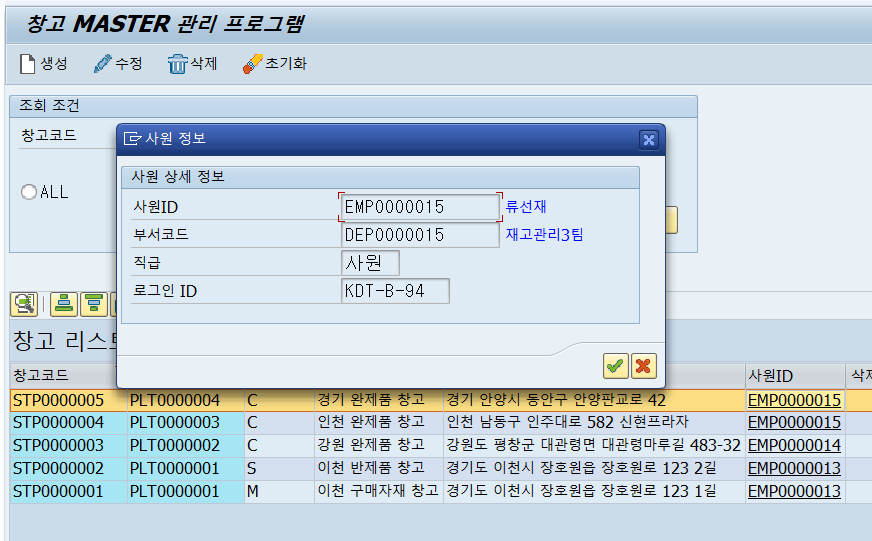 창고 MASTER 관리 프로그램
생성 수정 삭제 초기화
조회 조건
창고코드
ALL
사원 정보
사원 상세 정보
사원ID EMP0000015 류선재
부서코드 DEP0000015 재고관리3팀
직급 사원
로그인 ID KDT-B-94
창고 리스트
창고코드 사원ID 삭제
STP0000005 PLT0000004 C 경기 완제품 창고 경기 안양시 동안구 안양판교로 42 EMP0000015
STP0000004 PLT0000003 C 인천 완제품 창고 인천 남동구 인주대로 582 신현프라자 EMP0000015
STP0000003 PLT0000002 C 강원 완제품 창고 강원도 평창군 대관령면 대관령마루길 483-32 EMP0000014
STP0000002 PLT0000001 S 이천 반제품 창고 경기도 이천시 장호원읍 장호원로 123 2길 EMP0000013
STP0000001 PLT0000001 M 이천 구매자재 창고 경기도 이천시 장호원읍 장호원로 123 1길 EMP0000013